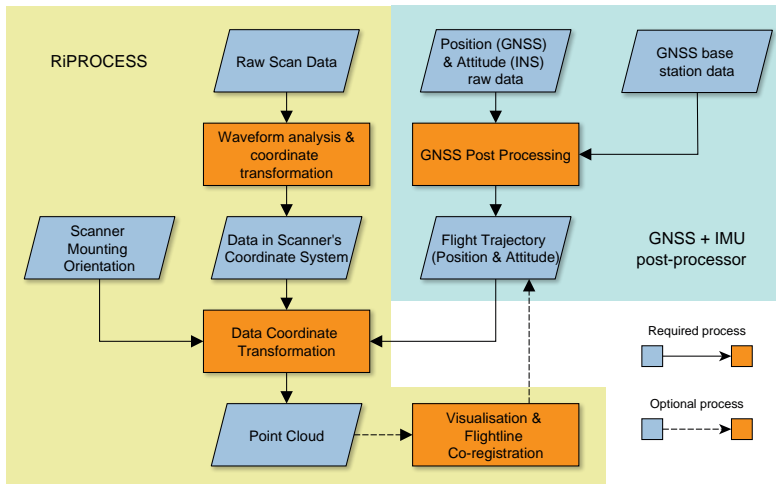 RiPROCESS
Raw Scan Data
Position (GNSS)
& Attitude (INS)
raw data
GNSS base
station data
Waveform analysis &
coordinate
transformation
GNSS Post Processing
Scanner
Mounting
Orientation
Data in Scanner's
Coordinate System
Flight Trajectory
(Position & Attitude)
GNSS + IMU
post-processor
Data Coordinate
Transformation
Required process
Optional process
Point Cloud
Visualisation &
Flightline
Co-registration